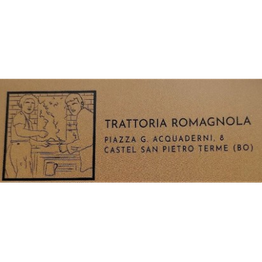 TRATTORIA ROMAGNOLA
PIAZZA G. ACQUADERNI, 8
CASTEL SAN PIETRO TERME (BO)